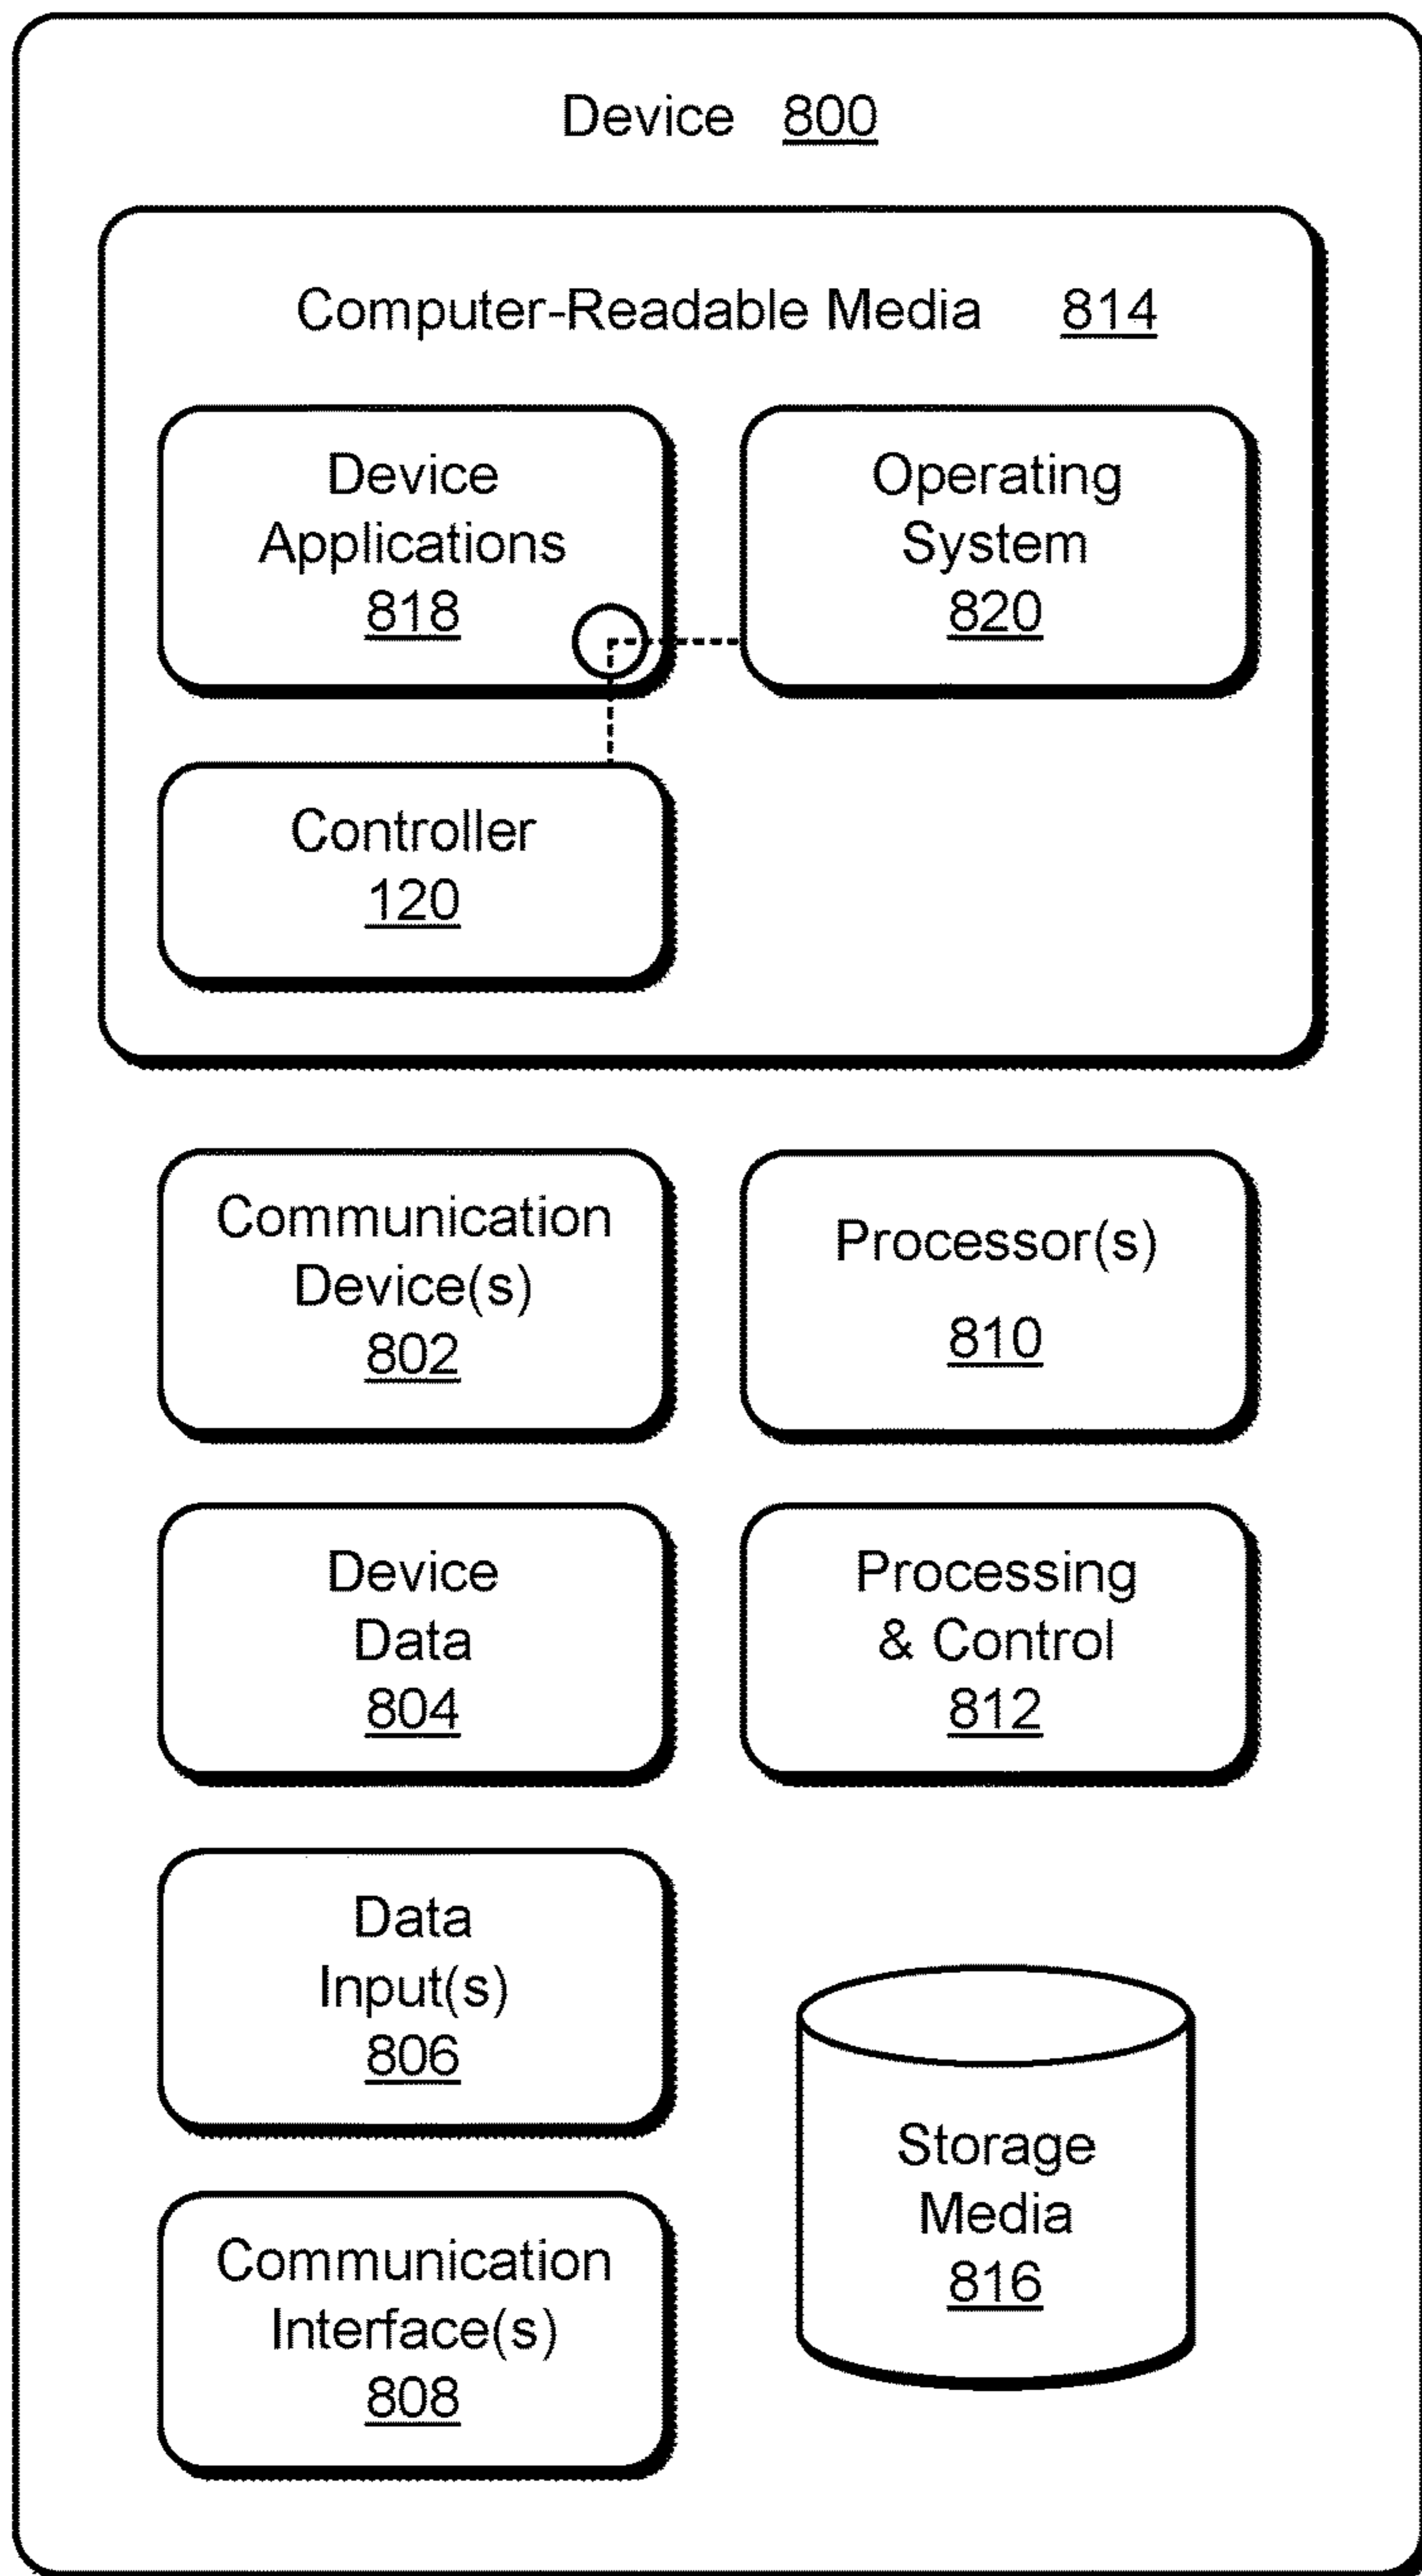 Device 800
Computer-Readable Media 814
Device
Applications
818
Operating
System
820
Controller
120
Communication
Device(s)
802
Processor(s)
810
Device
Data
804
Processing
& Control
812
Data
Input(s)
806
Storage
Media
816
Communication
Interface(s)
808